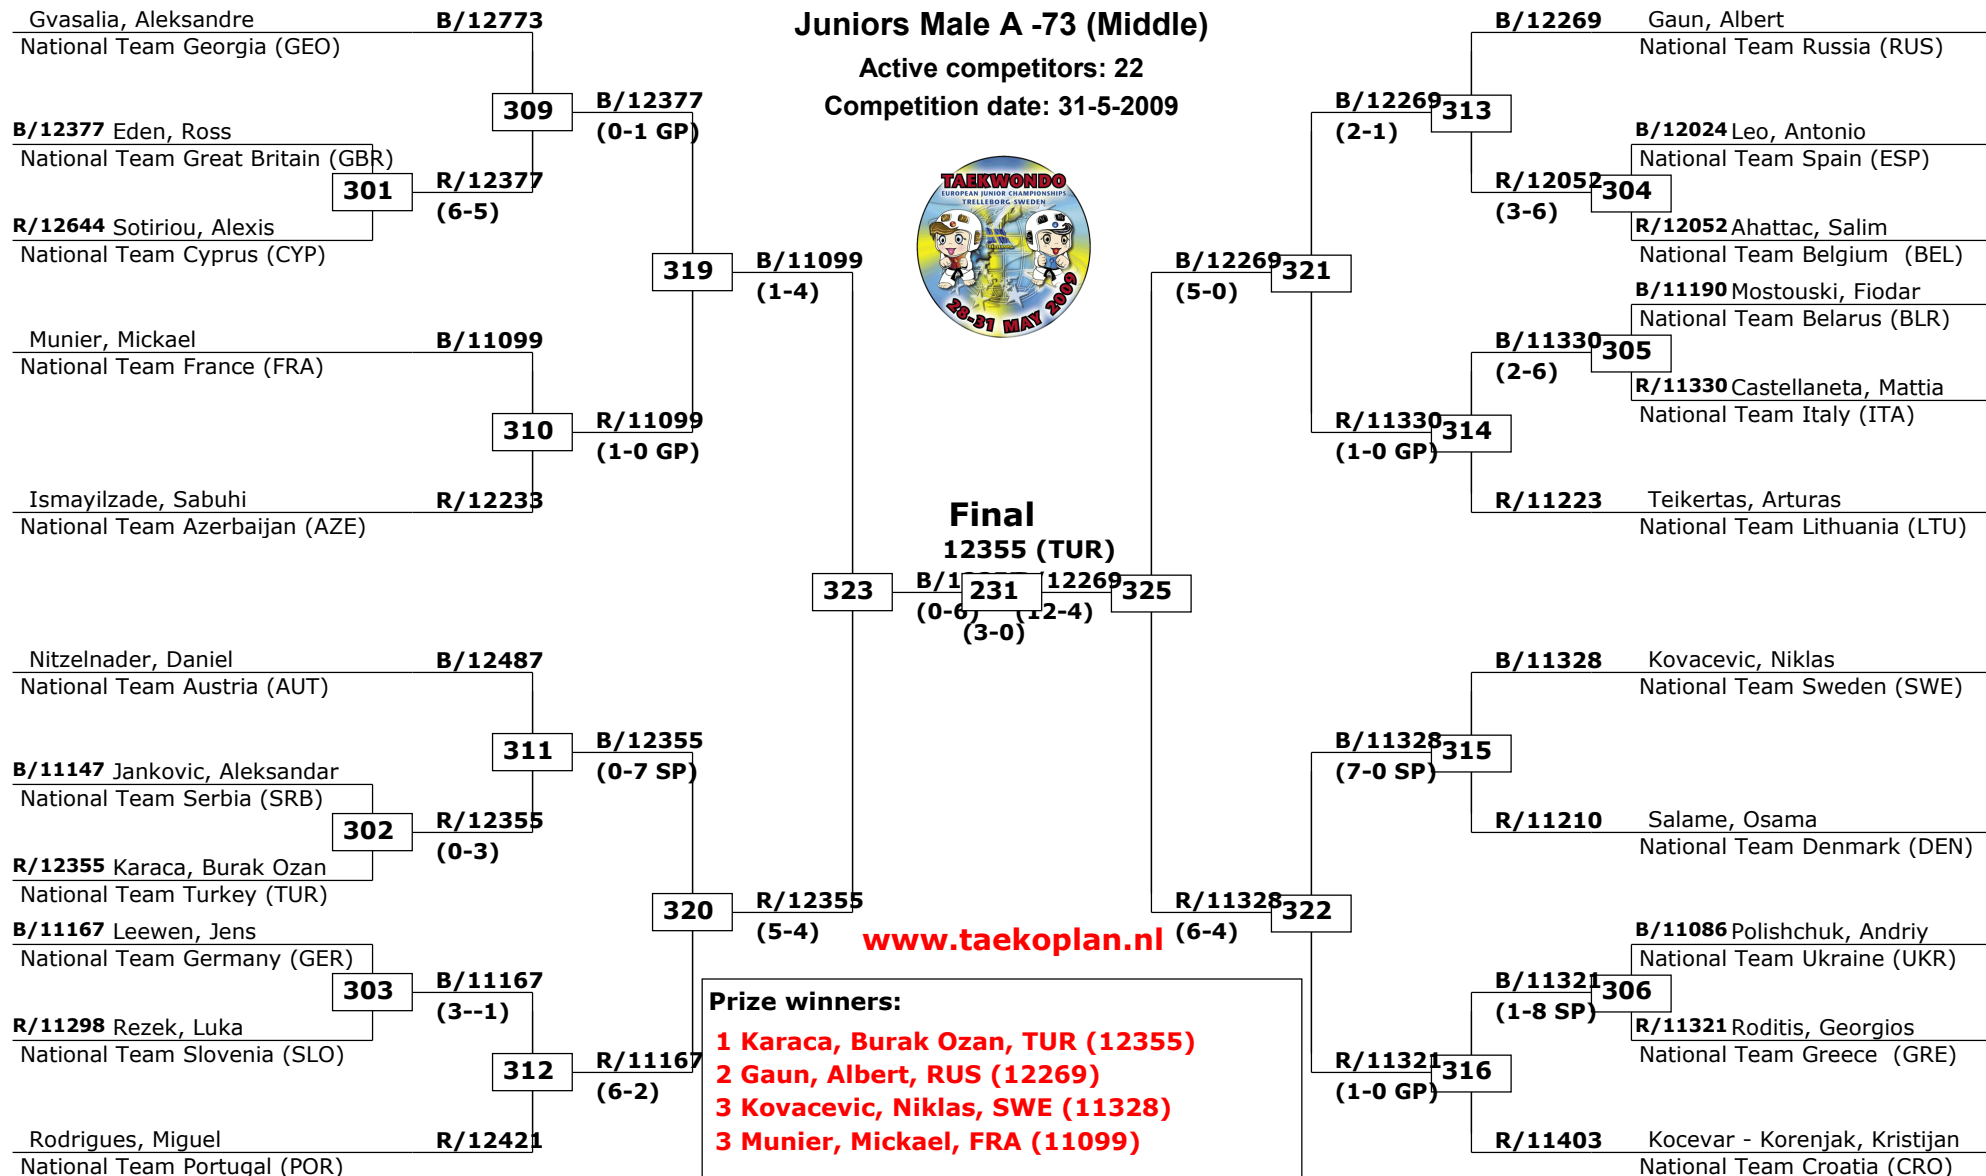 Juniors Male A -73 (Middle)
Active competitors: 22
Competition date: 31-5-2009
TAEKWONDO
EUROPEAN JUNIOR CHAMPIONSHIPS
TRELLEBORG SWEDEN
28-31 MAY 2009
Gvasalia, Aleksandre B/12773
National Team Georgia (GEO)
309
B/12377
(0-1 GP)
B/12377 Eden, Ross
National Team Great Britain (GBR)
301
R/12377
(6-5)
R/12644 Sotiriou, Alexis
National Team Cyprus (CYP)
319
B/11099
(1-4)
Munier, Mickael B/11099
National Team France (FRA)
310
R/11099
(1-0 GP)
Ismayilzade, Sabuhi R/12233
National Team Azerbaijan (AZE)
323
(0-6)
Nitzelnader, Daniel B/12487
National Team Austria (AUT)
311
B/12355
(0-7 SP)
B/11147 Jankovic, Aleksandar
National Team Serbia (SRB)
302
R/12355
(0-3)
R/12355 Karaca, Burak Ozan
National Team Turkey (TUR)
320
R/12355
(5-4)
B/11167 Leewen, Jens
National Team Germany (GER)
303
B/11167
(3--1)
R/11298 Rezek, Luka
National Team Slovenia (SLO)
312
R/11167
(6-2)
Rodrigues, Miguel R/12421
National Team Portugal (POR)
Final
12355 (TUR)
231
(3-0)
B/12269 Gaun, Albert
National Team Russia (RUS)
B/12269
(2-1)
313
B/12024 Leo, Antonio
National Team Spain (ESP)
R/12052
(3-6)
304
R/12052 Ahattac, Salim
National Team Belgium (BEL)
B/12269
(5-0)
321
B/11190 Mostouski, Fiodar
National Team Belarus (BLR)
B/11330
(2-6)
305
R/11330 Castellaneta, Mattia
National Team Italy (ITA)
R/11330
(1-0 GP)
314
R/11223 Teikertas, Arturas
National Team Lithuania (LTU)
12269
(12-4)
325
B/11328 Kovacevic, Niklas
National Team Sweden (SWE)
B/11328
(7-0 SP)
315
R/11210 Salame, Osama
National Team Denmark (DEN)
R/11328
(6-4)
322
B/11086 Polishchuk, Andriy
National Team Ukraine (UKR)
B/11321
(1-8 SP)
306
R/11321 Roditis, Georgios
National Team Greece (GRE)
R/11321
(1-0 GP)
316
R/11403 Kocevar - Korenjak, Kristijan
National Team Croatia (CRO)
www.taekoplan.nl
Prize winners:
1 Karaca, Burak Ozan, TUR (12355)
2 Gaun, Albert, RUS (12269)
3 Kovacevic, Niklas, SWE (11328)
3 Munier, Mickael, FRA (11099)